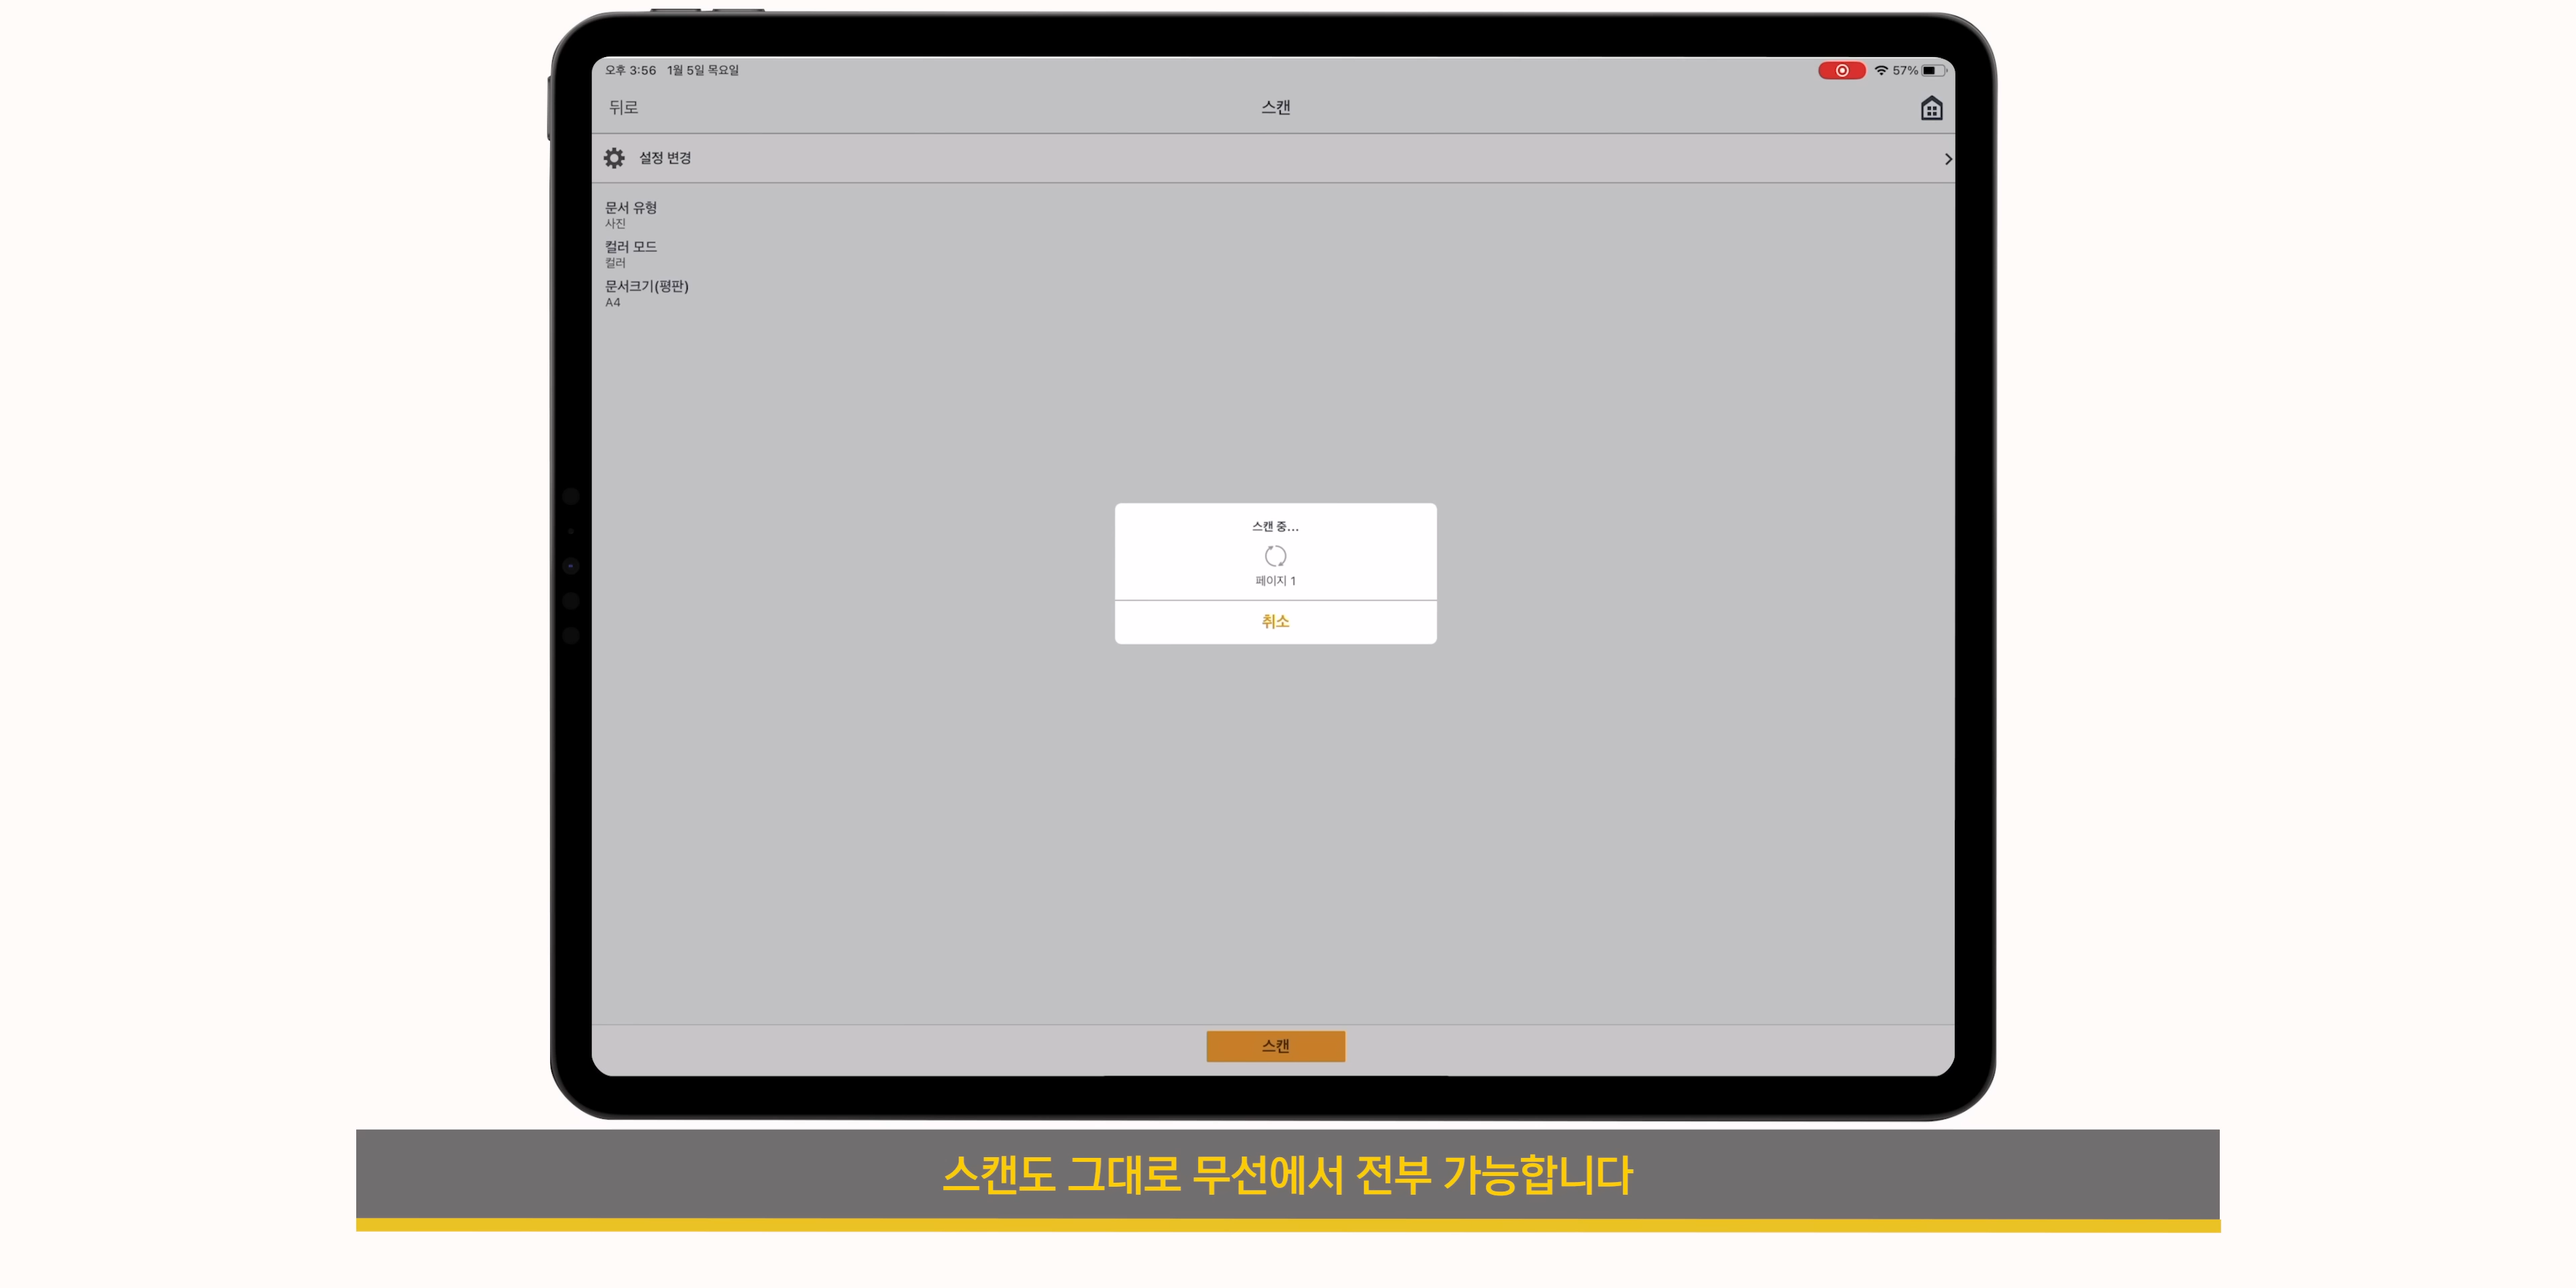 오후 3:56 1월 5일 목요일
57%
뒤로
스캔
설정 변경
문서 유형
사진
컬러 모드
컬러
문서크기(평판)
A4
스캔 중...
페이지 1
취소
스캔
스캔도 그대로 무선에서 전부 가능합니다